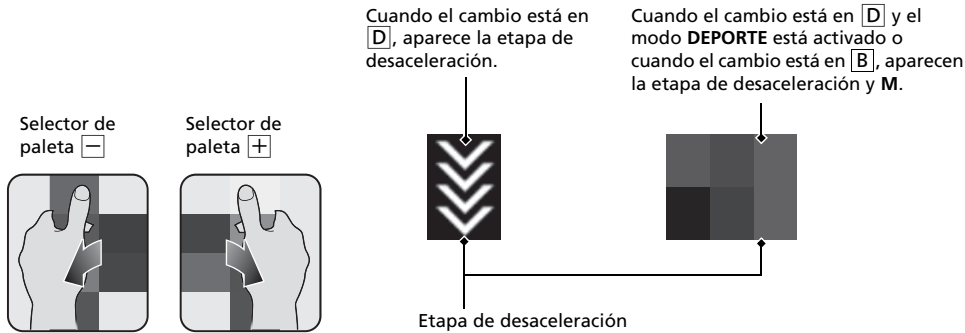 Cuando el cambio está en
D, aparece la etapa de
desaceleración.
Cuando el cambio está en D y el
modo DEPORTE está activado o
cuando el cambio está en B, aparecen
la etapa de desaceleración y M.
Selector de
paleta −
Selector de
paleta +
Etapa de desaceleración